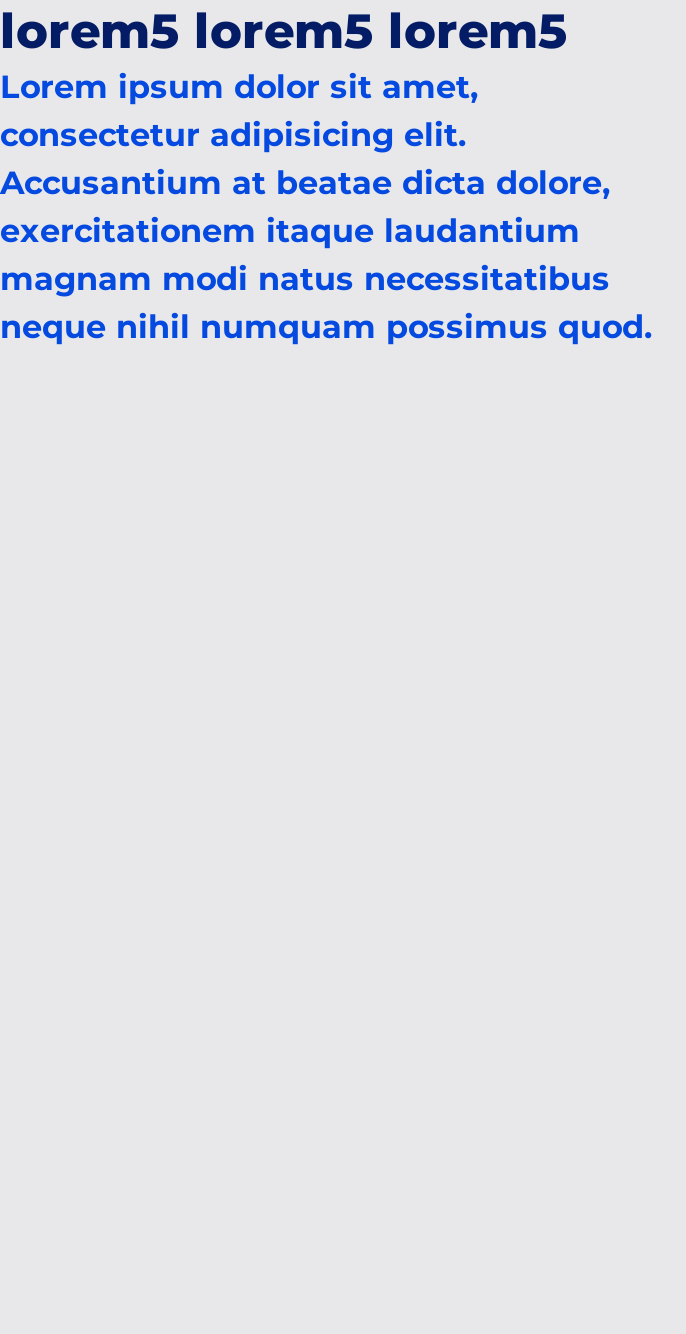 lorem5 lorem5 lorem5
Lorem ipsum dolor sit amet,
consectetur adipisicing elit.
Accusantium at beatae dicta dolore,
exercitationem itaque laudantium
magnam modi natus necessitatibus
neque nihil numquam possimus quod.